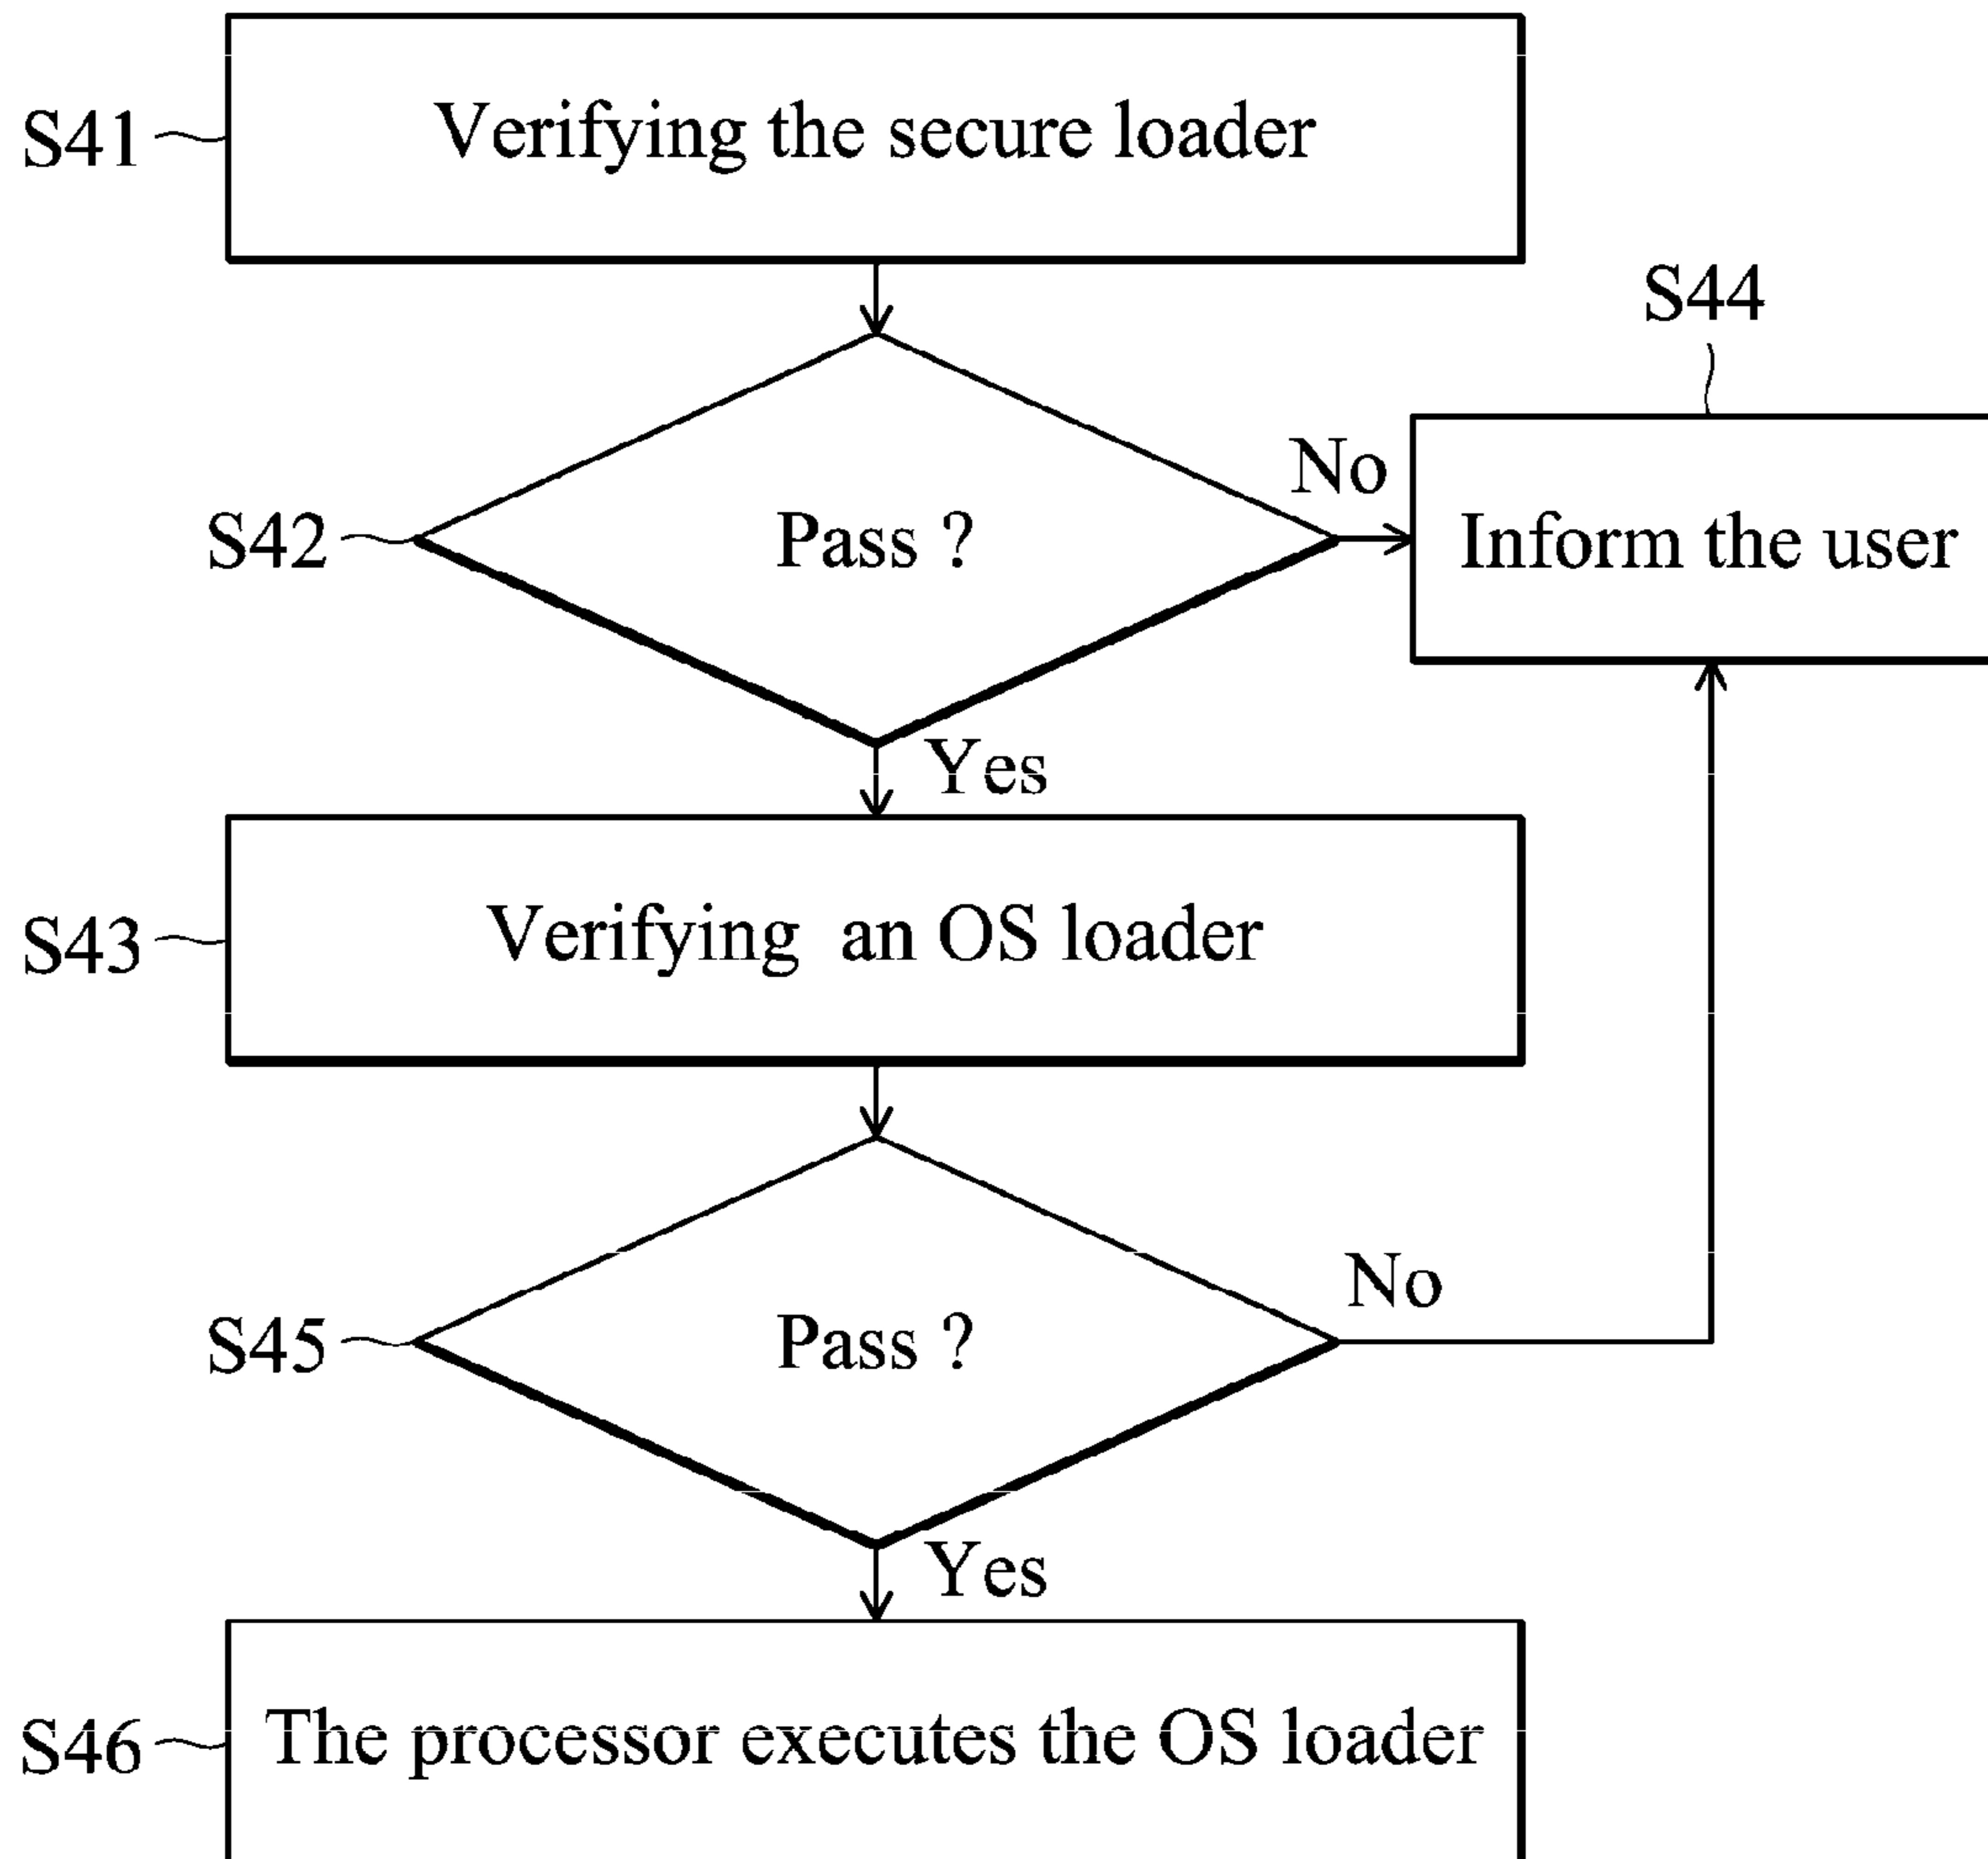 S41
Verifying the secure loader
S44
No
S42
Pass ?
Inform the user
Yes
S43
Verifying an OS loader
No
S45
Pass ?
Yes
S46
The processor executes the OS loader